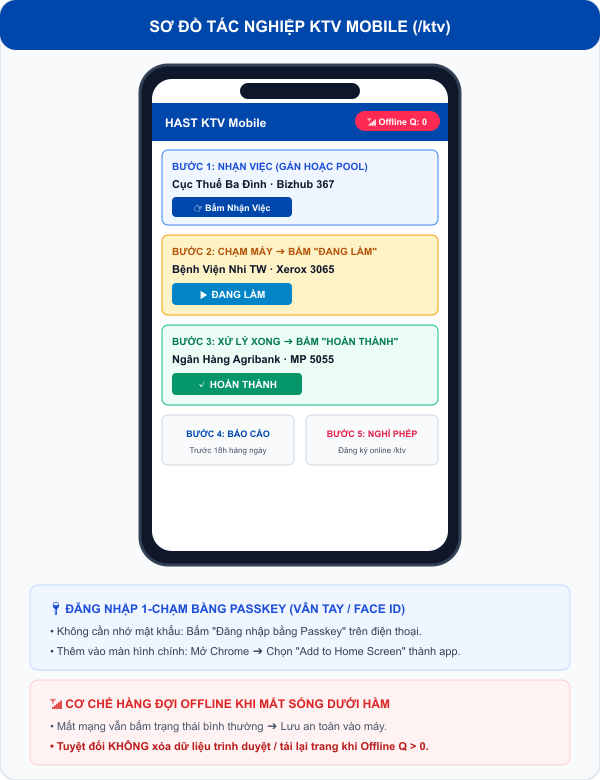 SƠ ĐỒ TÁC NGHIỆP KTV MOBILE (/ktv)
HAST KTV Mobile
📶 Offline Q: 0
BƯỚC 1: NHẬN VIỆC (GÁN HOẶC POOL)
Cục Thuế Ba Đình · Bizhub 367
👉 Bấm Nhận Việc
BƯỚC 2: CHẠM MÁY → BẤM "ĐANG LÀM"
Bệnh Viện Nhi TW · Xerox 3065
▶ ĐANG LÀM
BƯỚC 3: XỬ LÝ XONG → BẤM "HOÀN THÀNH"
Ngân Hàng Agribank · MP 5055
✓ HOÀN THÀNH
BƯỚC 4: BÁO CÁO
Trước 18h hàng ngày
BƯỚC 5: NGHỈ PHÉP
Đăng ký online /ktv
ĐĂNG NHẬP 1-CHẠM BẰNG PASSKEY (VÂN TAY / FACE ID)
• Không cần nhớ mật khẩu: Bấm "Đăng nhập bằng Passkey" trên điện thoại.
• Thêm vào màn hình chính: Mở Chrome → Chọn "Add to Home Screen" thành app.
📶 CƠ CHẾ HÀNG ĐỢI OFFLINE KHI MẤT SÓNG DƯỚI HẦM
• Mất mạng vẫn bấm trạng thái bình thường → Lưu an toàn vào máy.
• Tuyệt đối KHÔNG xóa dữ liệu trình duyệt / tải lại trang khi Offline Q > 0.